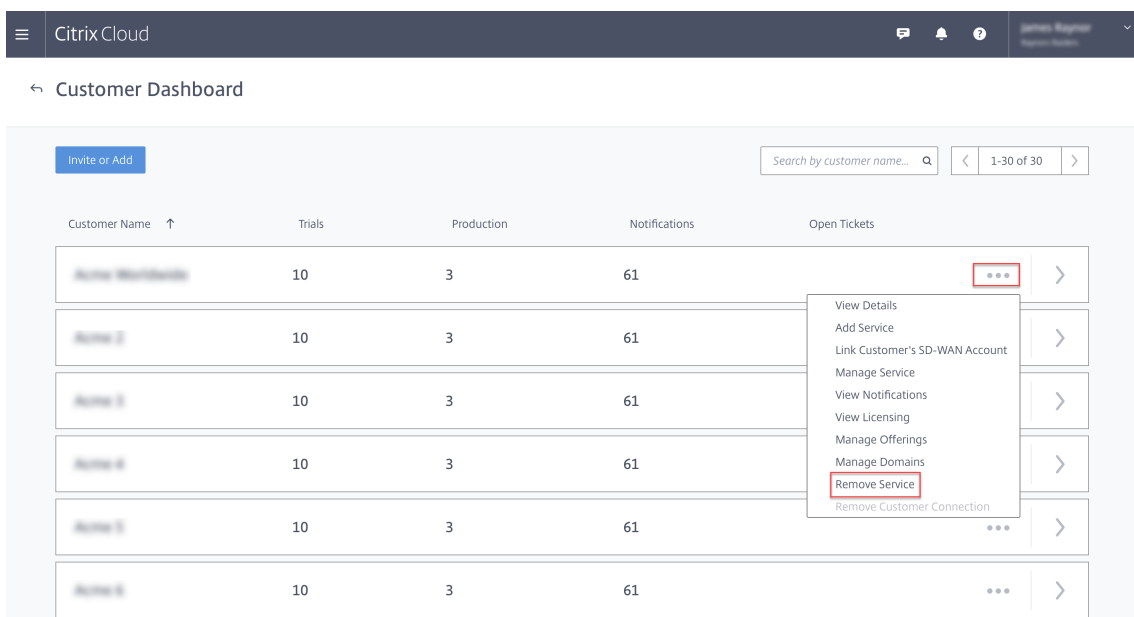 Citrix Cloud
Customer Dashboard
Invite or Add
Search by customer name...
1-30 of 30
Customer Name Trials Production Notifications Open Tickets
10 3 61
View Details
Add Service
10 3 61
Link Customer's SD-WAN Account
Manage Service
View Notifications
10 3 61
View Licensing
Manage Offerings
Manage Domains
10 3 61
Remove Service
Remove Customer Connection
10 3 61
10 3 61